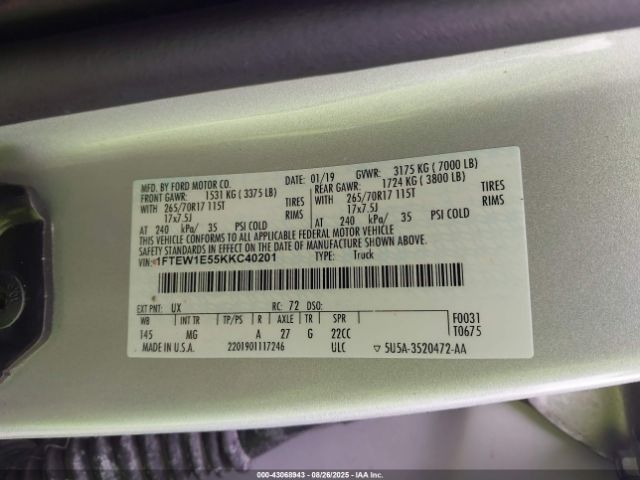 MFD. BY FORD MOTOR CO. DATE: 01/19 GVWR: 3175 KG ( 7000 LB)
FRONT GAWR: 1531 KG ( 3375 LB) REAR GAWR: 1724 KG ( 3800 LB)
WITH 265/70R17 115T TIRES WITH 265/70R17 115T TIRES
17x7.5J RIMS 17x7.5J RIMS
AT 240 kPa/ 35 PSI COLD AT 240 kPa/ 35 PSI COLD
THIS VEHICLE CONFORMS TO ALL APPLICABLE FEDERAL MOTOR VEHICLE
SAFETY STANDARDS IN EFFECT ON THE DATE OF MANUFACTURE SHOWN ABOVE.
VIN: 1FTEW1E55KKC40201 TYPE: Truck
EXT PNT: UX RC: 72 DSO:
WB INT TR TP/PS R AXLE TR SPR F0031
145 MG A 27 G 22CC T0675
MADE IN U.S.A. 2201901117246 ULC ▽ 5U5A-3520472-AA
000-43068943 - 08/26/2025 - IAA Inc.